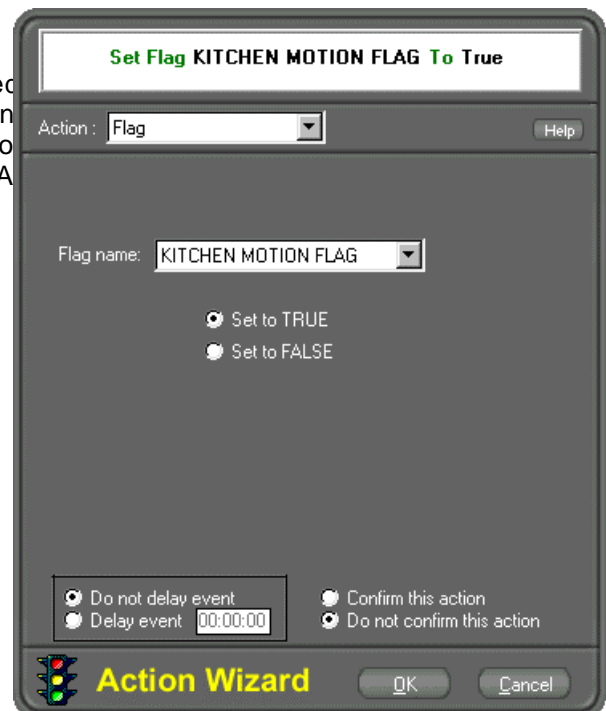 Set Flag KITCHEN MOTION FLAG To True
Action : Flag
Help
Flag name: KITCHEN MOTION FLAG
Set to TRUE
Set to FALSE
Do not delay event
Delay event 00:00:00
Confirm this action
Do not confirm this action
Action Wizard
OK
Cancel